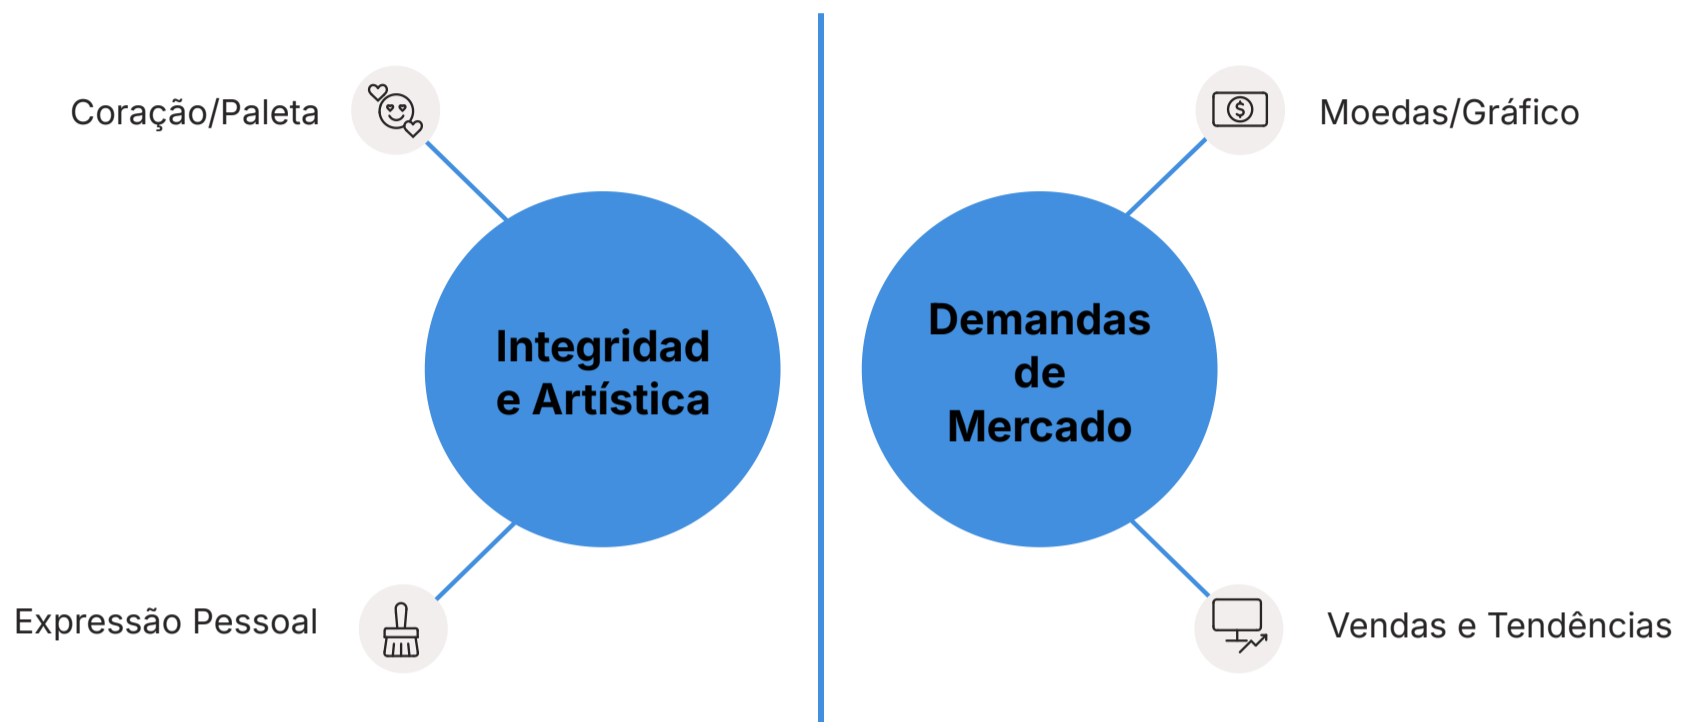 Coração/Paleta
Integridad
e Artística
Expressão Pessoal
Moedas/Gráfico
Demandas
de
Mercado
Vendas e Tendências